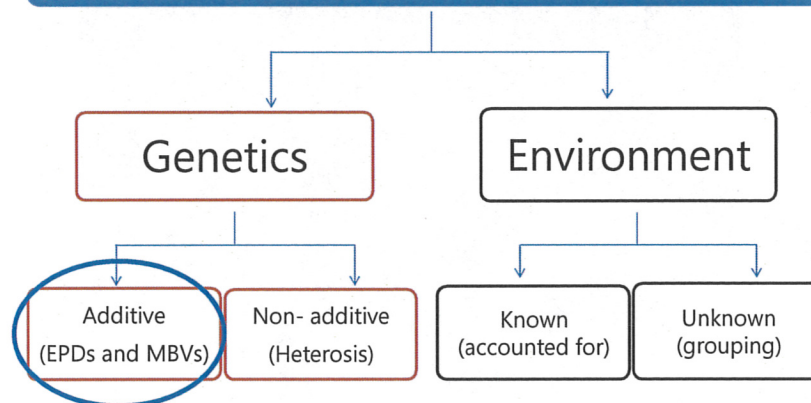 Genetics
Environment
Additive
(EPDs and MBVs)
Non- additive
(Heterosis)
Known
(accounted for)
Unknown
(grouping)